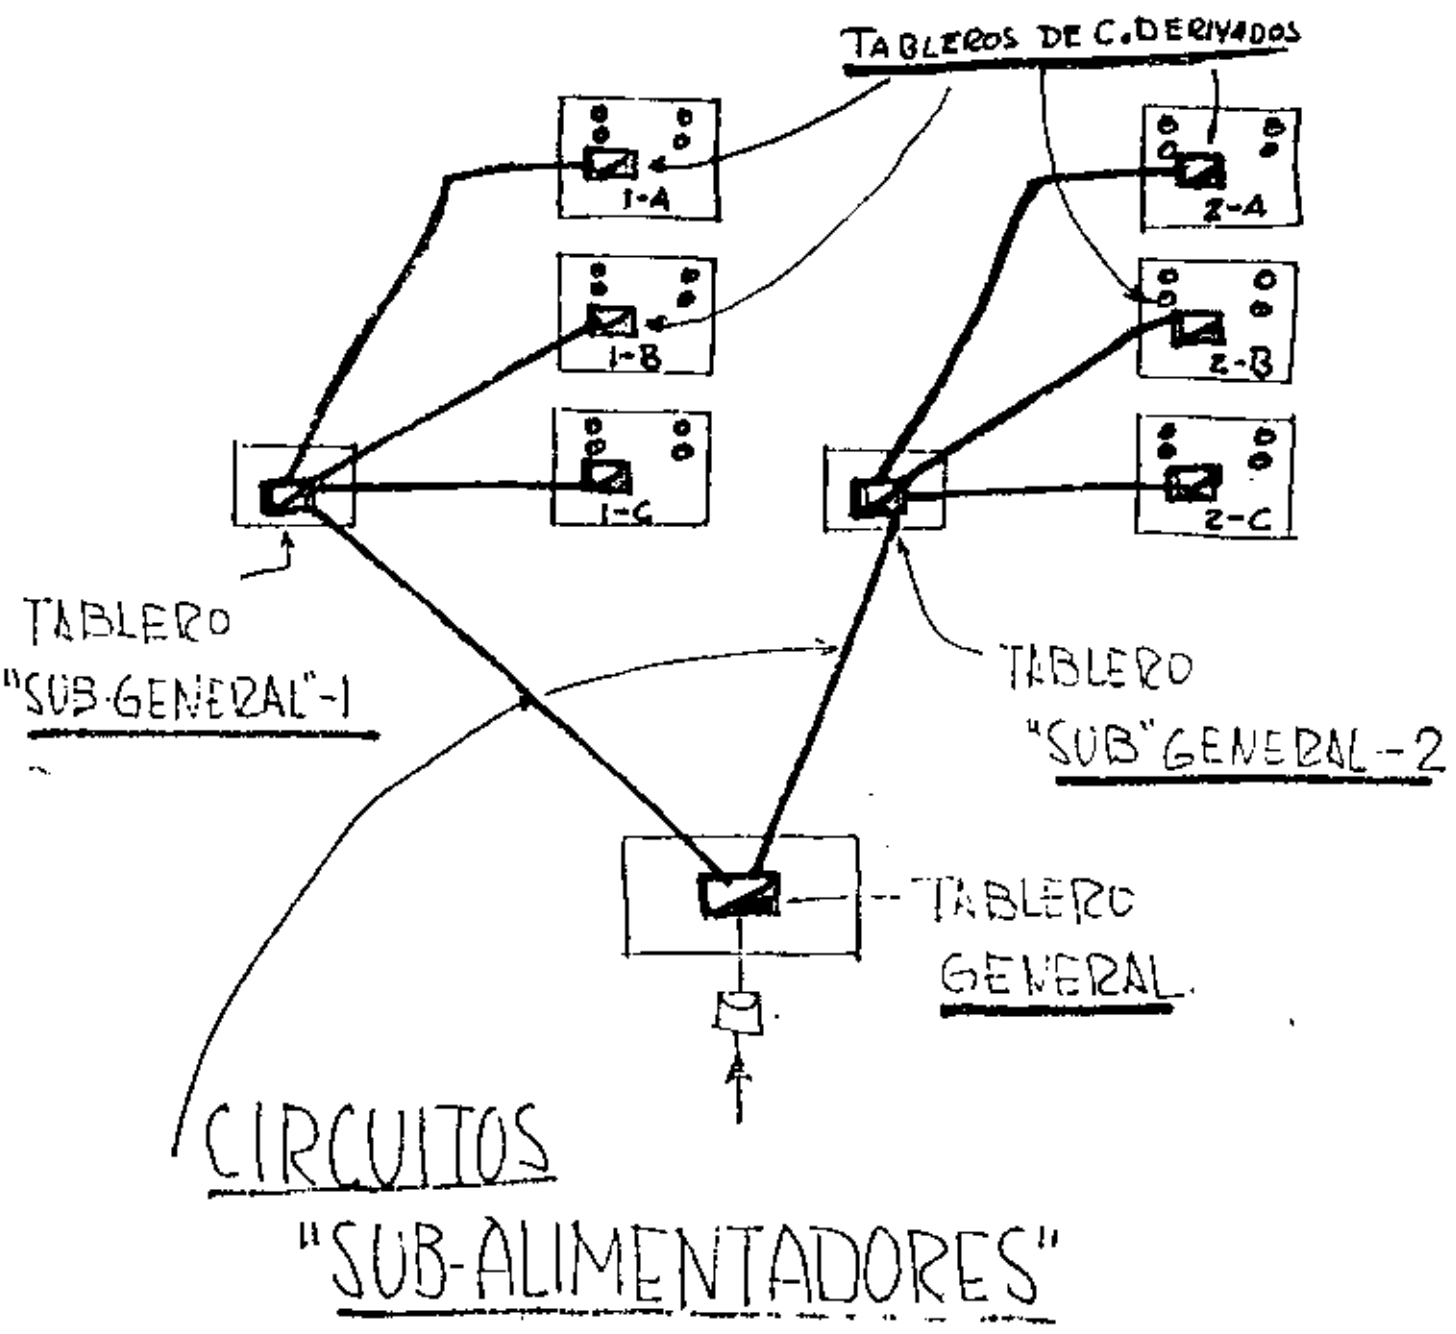 TABLEROS DE C.DERIVADOS
1-A
2-A
1-B
2-B
1-C
2-C
TABLERO
"SUB-GENERAL"-1
TABLERO
"SUB"GENERAL-2
TABLERO
GENERAL.
CIRCUITOS
"SUB-ALIMENTADORES"